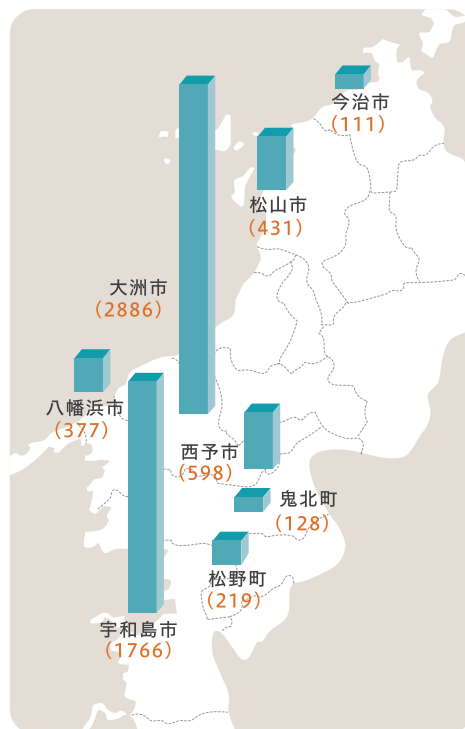 今治市
(111)
松山市
(431)
大洲市
(2886)
八幡浜市
(377)
西予市
(598)
鬼北町
(128)
松野町
(219)
宇和島市
(1766)